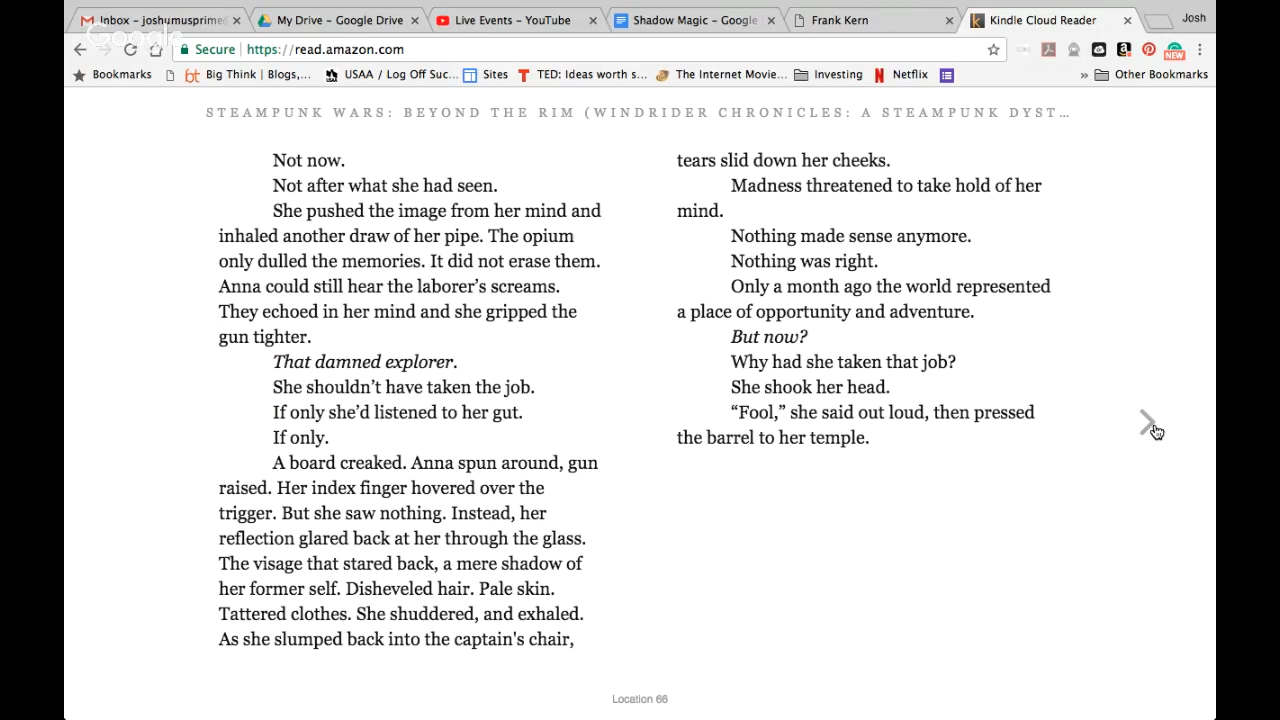 Inbox - joshumusprime@
My Drive - Google Drive
Live Events - YouTube
Shadow Magic - Google
Frank Kern
Kindle Cloud Reader
Josh
Google
Secure
https://read.amazon.com
NEW
Bookmarks
Big Think | Blogs,...
USAA / Log Off Suc...
Sites
TED: Ideas worth s...
The Internet Movie...
Investing
Netflix
»
Other Bookmarks
STEAMPUNK WARS: BEYOND THE RIM (WINDRIDER CHRONICLES: A STEAMPUNK DYST...
Not now.
Not after what she had seen.
She pushed the image from her mind and
inhaled another draw of her pipe. The opium
only dulled the memories. It did not erase them.
Anna could still hear the laborer's screams.
They echoed in her mind and she gripped the
gun tighter.
That damned explorer.
She shouldn't have taken the job.
If only she'd listened to her gut.
If only.
A board creaked. Anna spun around, gun
raised. Her index finger hovered over the
trigger. But she saw nothing. Instead, her
reflection glared back at her through the glass.
The visage that stared back, a mere shadow of
her former self. Disheveled hair. Pale skin.
Tattered clothes. She shuddered, and exhaled.
As she slumped back into the captain's chair,
tears slid down her cheeks.
Madness threatened to take hold of her
mind.
Nothing made sense anymore.
Nothing was right.
Only a month ago the world represented
a place of opportunity and adventure.
But now?
Why had she taken that job?
She shook her head.
“Fool,” she said out loud, then pressed
the barrel to her temple.
Location 66